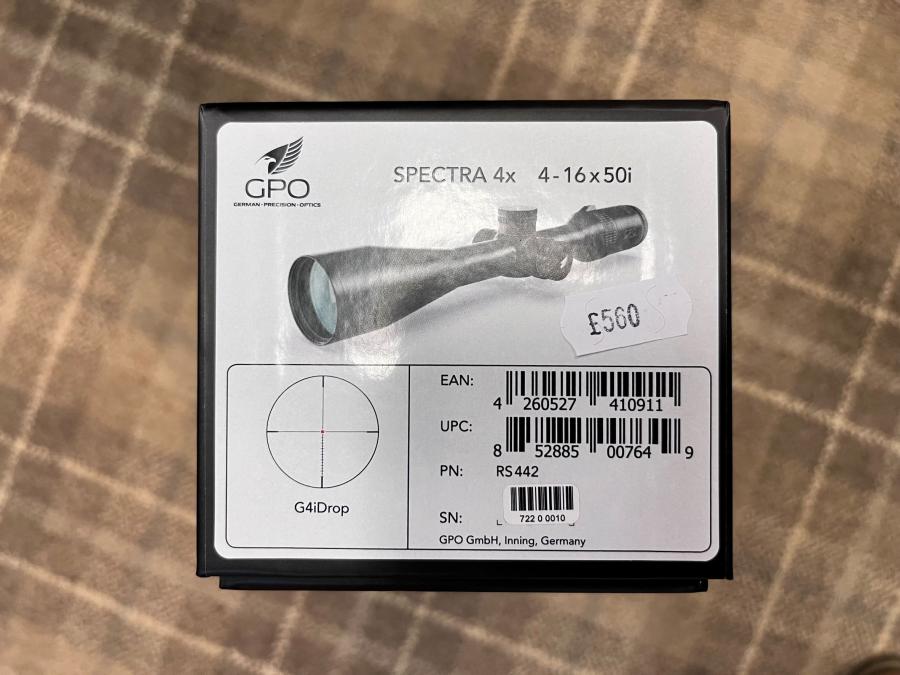 GPO
GERMAN•PRECISION•OPTICS
SPECTRA 4x 4-16x50i
£560
G4iDrop
EAN:
4 260527 410911
UPC:
8 52885 00764 9
PN: RS442
SN: 722 0 0010
GPO GmbH, Inning, Germany